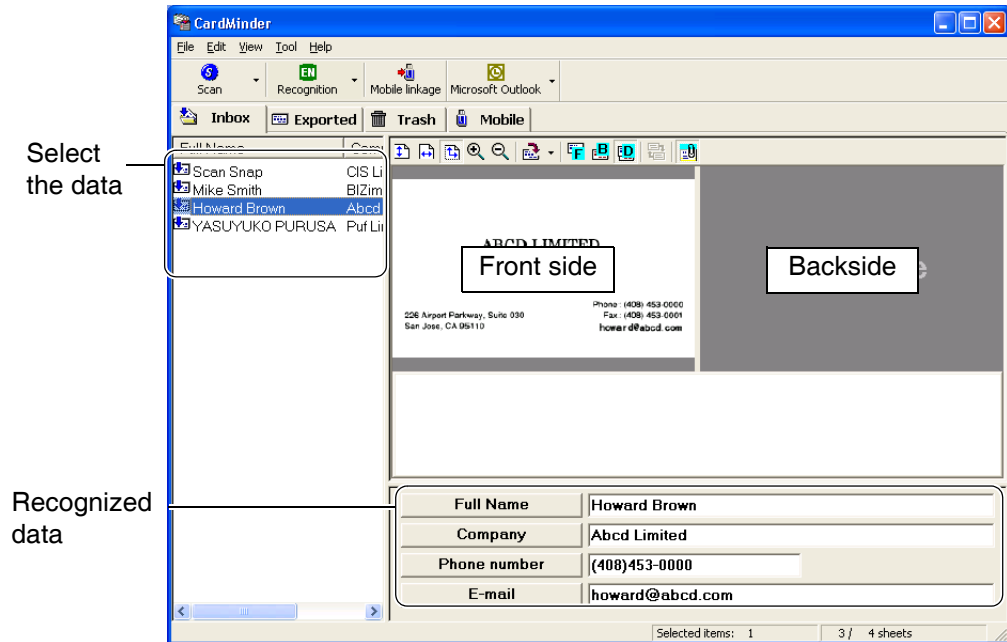 CardMinder
File Edit View Tool Help
Scan Recognition Mobile linkage Microsoft Outlook
Inbox Exported Trash Mobile
Select
the data
Full Name
Scan Snap CIS Li
Mike Smith BIZim
Howard Brown Abcd
YASUYUKO PURUSA Puf Lin
ABCD LIMITED
Front side
Backside
226 Airport Parkway, Suite 030
San Jose, CA 95110
Phone : (408) 453-0000
Fax : (408) 453-0001
howard@abcd.com
Recognized
data
Full Name Howard Brown
Company Abcd Limited
Phone number (408)453-0000
E-mail howard@abcd.com
Selected items: 1 3 / 4 sheets